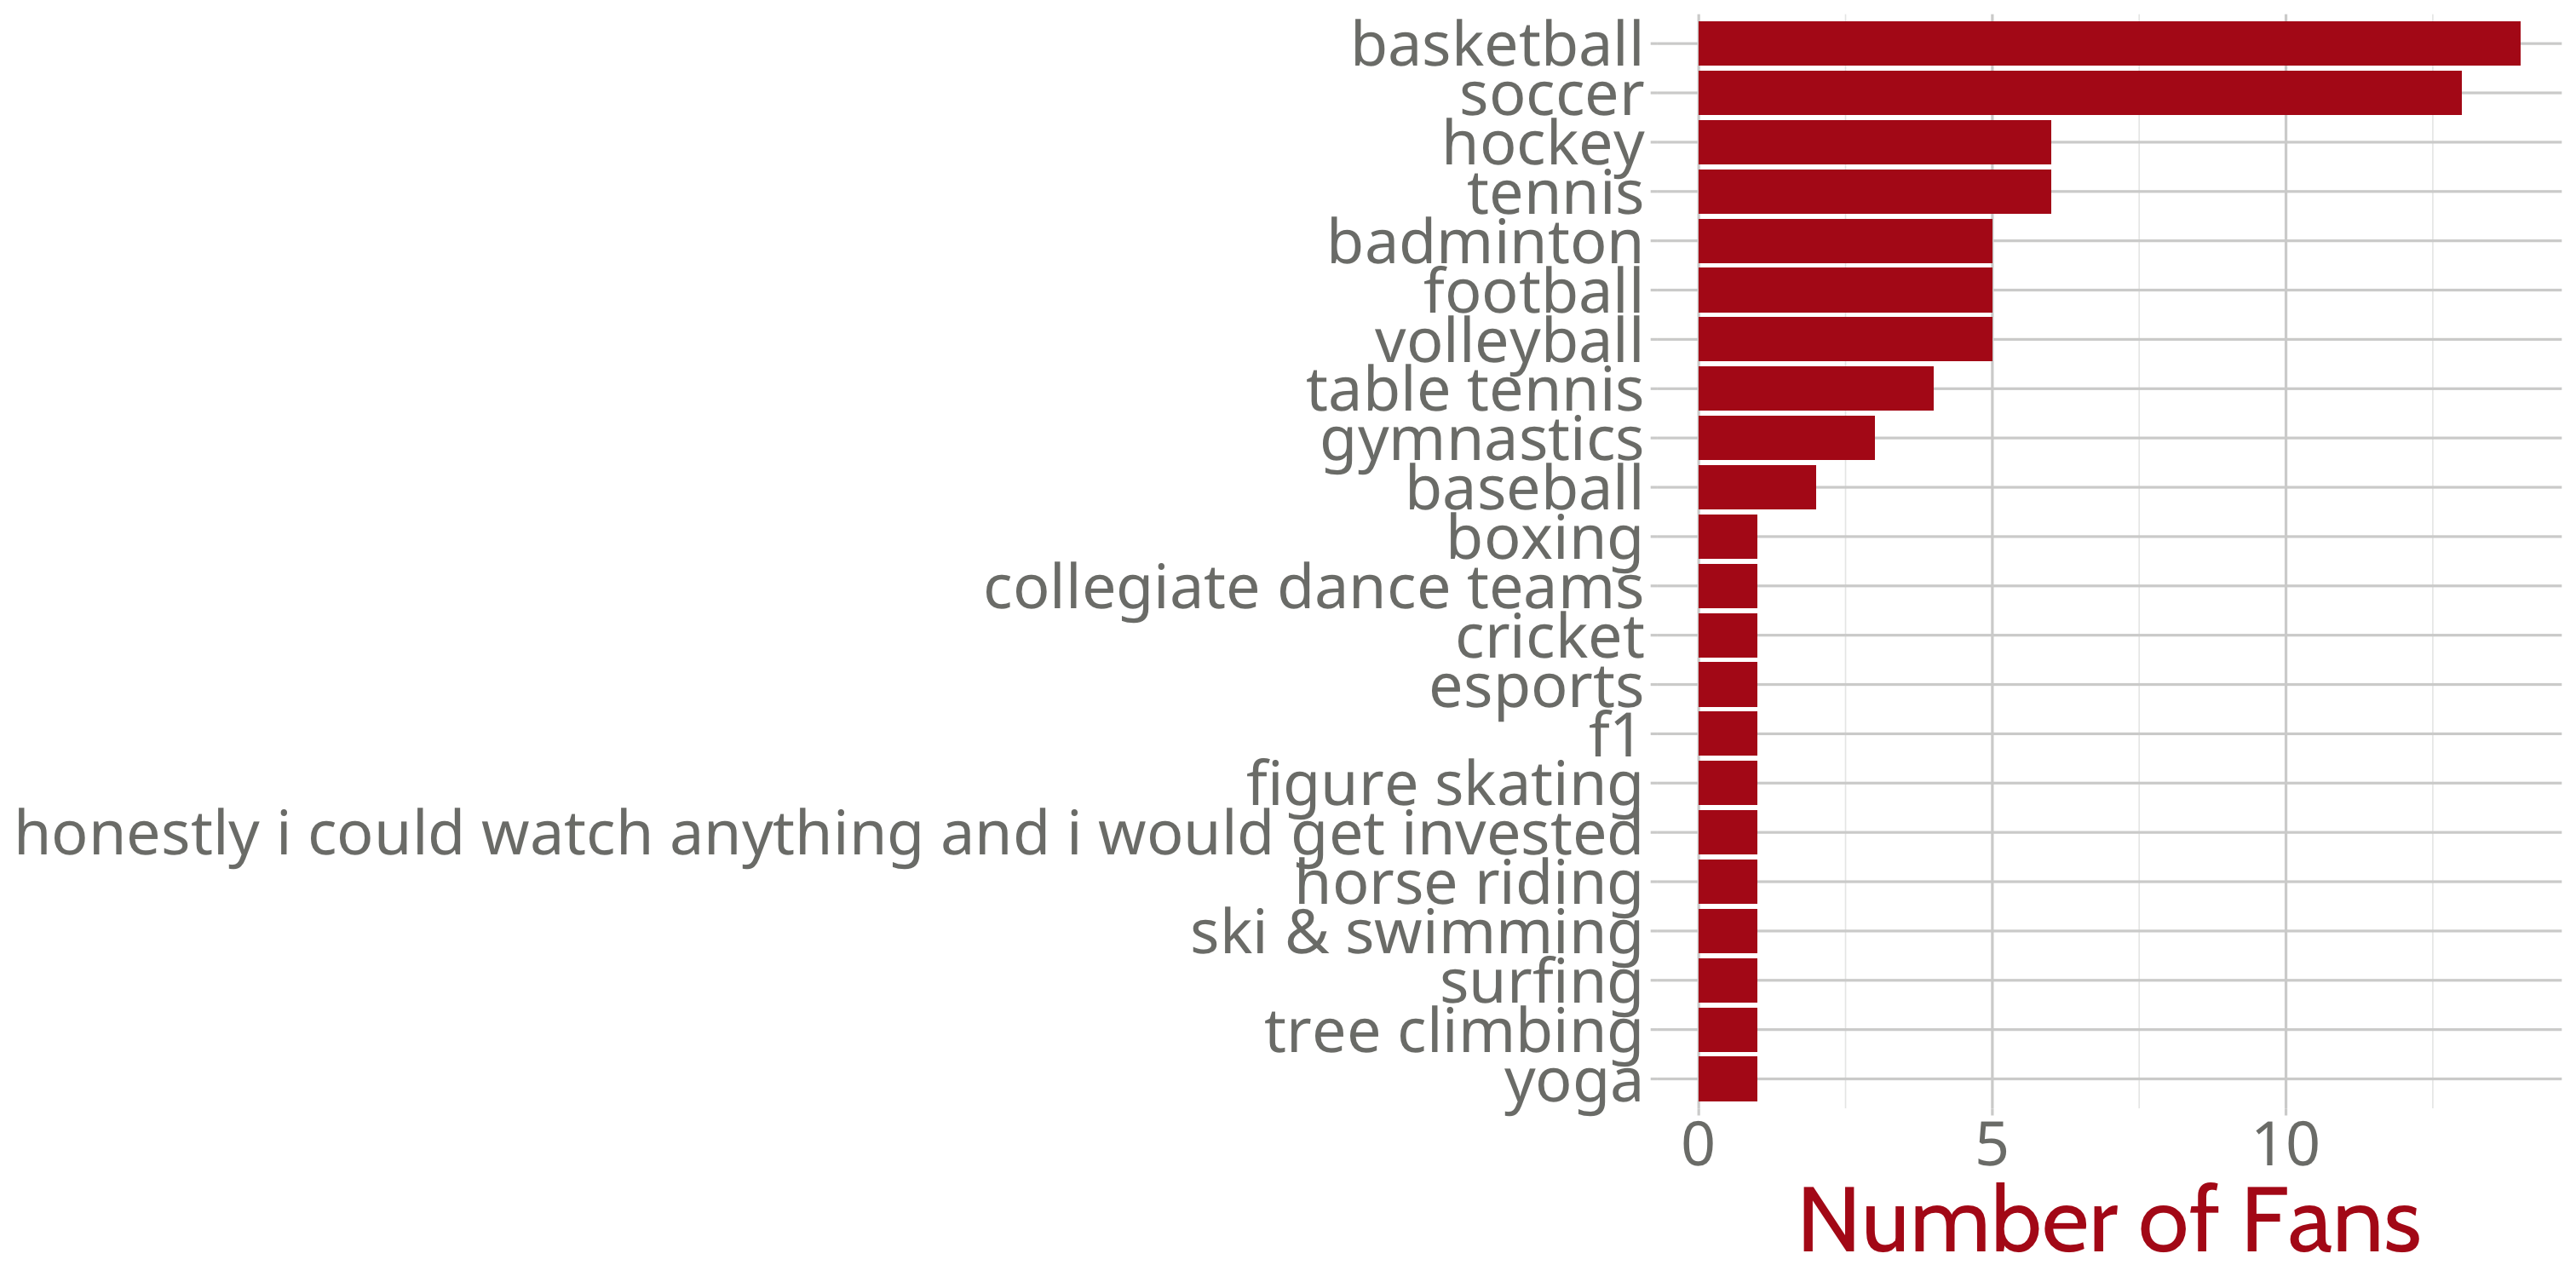 basketball
soccer
hockey
tennis
badminton
football
volleyball
table tennis
gymnastics
baseball
boxing
collegiate dance teams
cricket
esports
f1
figure skating
honestly i could watch anything and i would get invested
horse riding
ski & swimming
surfing
tree climbing
yoga
0 5 10
Number of Fans